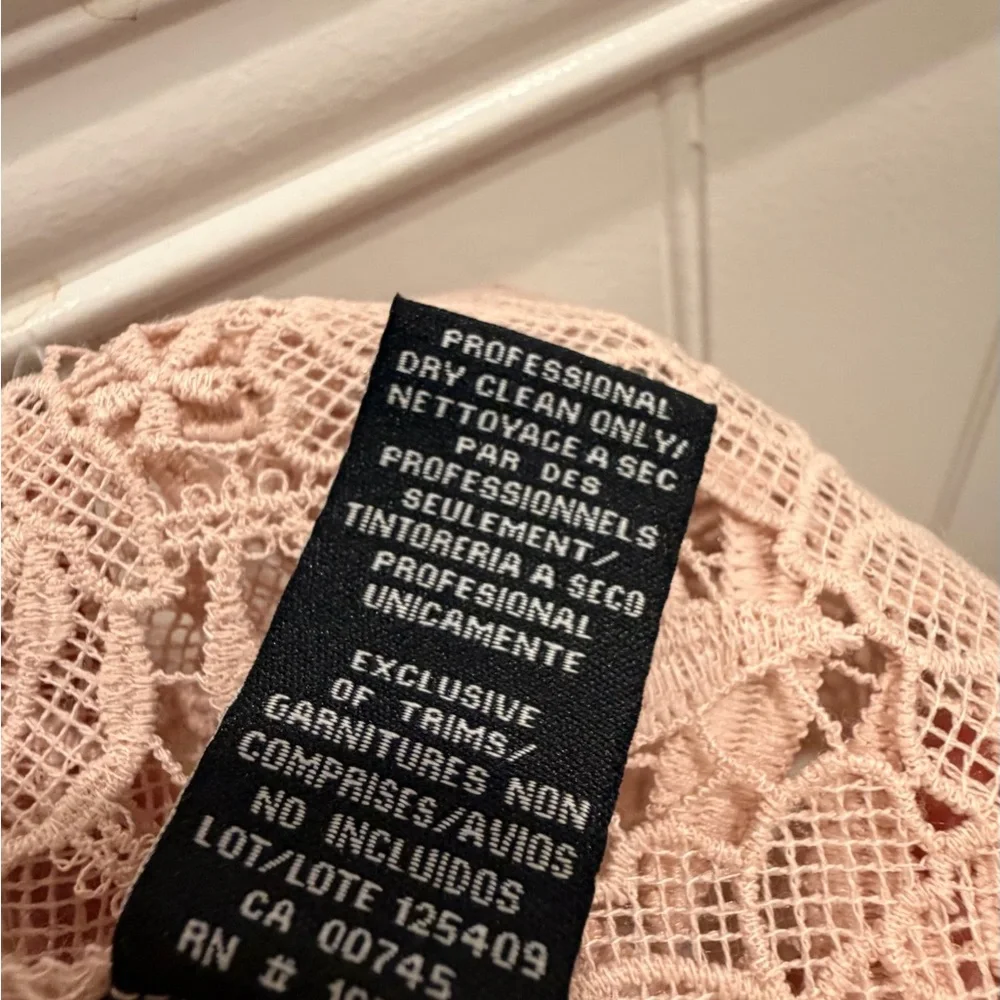 PROFESSIONAL
DRY CLEAN ONLY/
NETTOYAGE A SEC
PAR DES
PROFESSIONNELS
SEULEMENT/
TINTORERIA A SECO
PROFESIONAL
UNICAMENTE
EXCLUSIVE
OF TRIMS/
GARNITURES NON
COMPRISES/AVIOS
NO INCLUIDOS
LOT/LOTE 125409
CA 00745
RN #